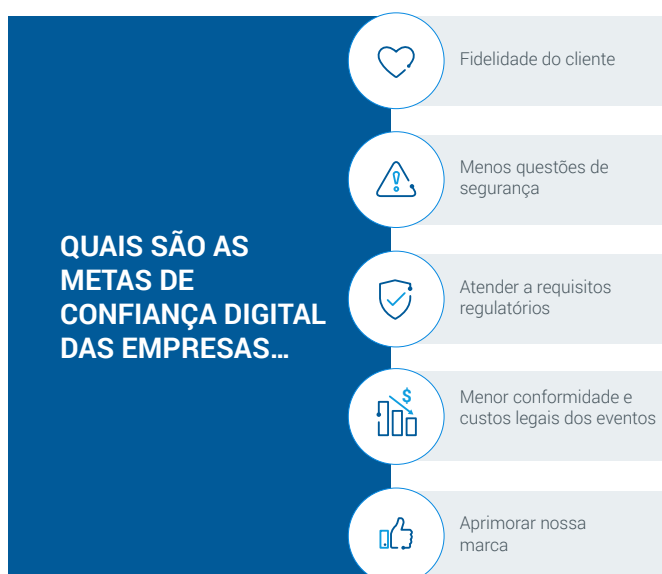 QUAIS SÃO AS
METAS DE
CONFIANÇA DIGITAL
DAS EMPRESAS…
Fidelidade do cliente
Menos questões de
segurança
Atender a requisitos
regulatórios
$
Menor conformidade e
custos legais dos eventos
Aprimorar nossa
marca